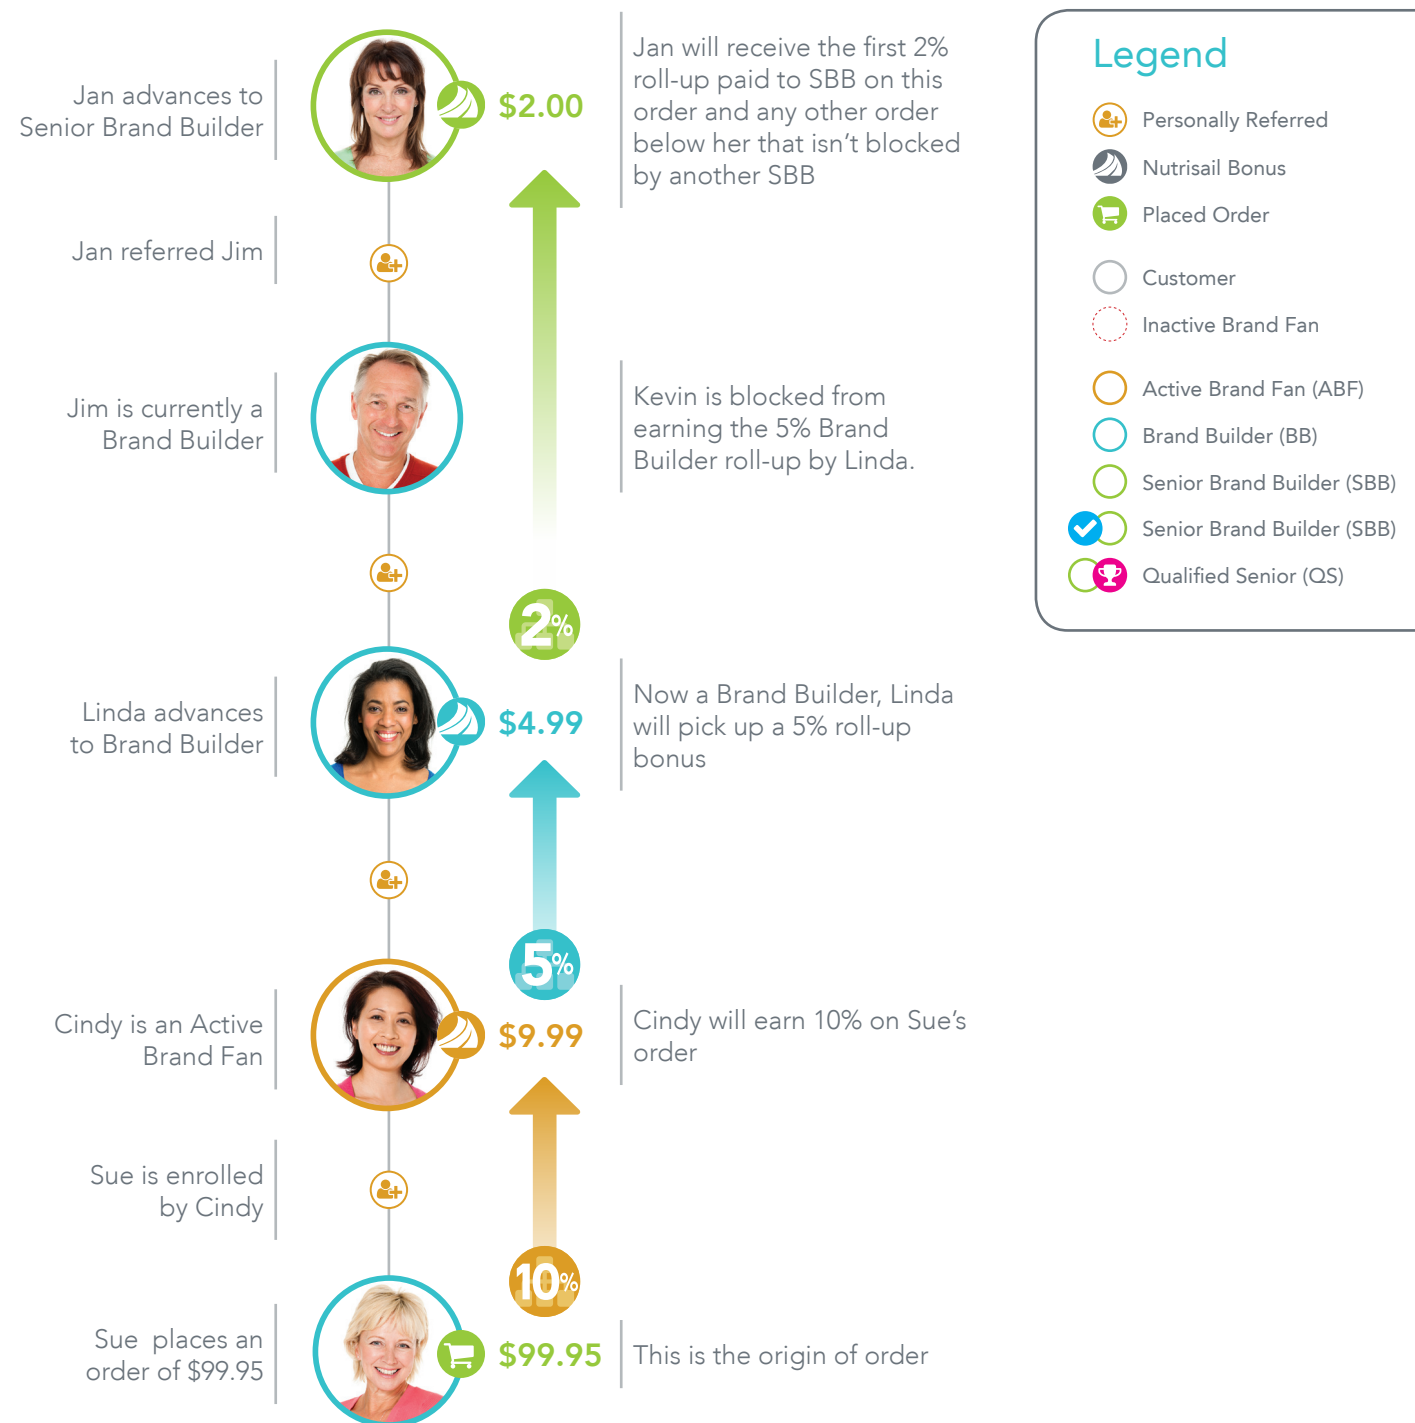 Jan advances to
Senior Brand Builder
$2.00
Jan will receive the first 2%
roll-up paid to SBB on this
order and any other order
below her that isn't blocked
by another SBB
Jan referred Jim
Jim is currently a
Brand Builder
Kevin is blocked from
earning the 5% Brand
Builder roll-up by Linda.
2%
Linda advances
to Brand Builder
$4.99
Now a Brand Builder, Linda
will pick up a 5% roll-up
bonus
5%
Cindy is an Active
Brand Fan
$9.99
Cindy will earn 10% on Sue's
order
Sue is enrolled
by Cindy
10%
Sue places an
order of $99.95
$99.95
This is the origin of order
Legend
Personally Referred
Nutrisail Bonus
Placed Order
Customer
Inactive Brand Fan
Active Brand Fan (ABF)
Brand Builder (BB)
Senior Brand Builder (SBB)
Senior Brand Builder (SBB)
Qualified Senior (QS)